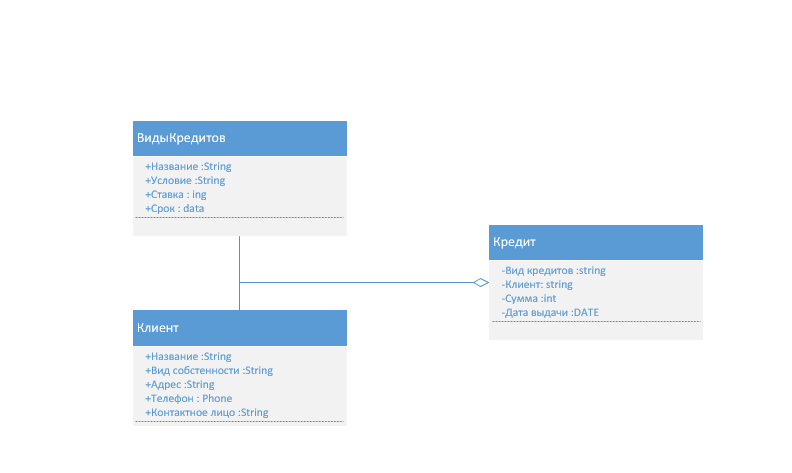 ВидыКредитов
+Название :String
+Условие :String
+Ставка : ing
+Срок : data
Кредит
-Вид кредитов :string
-Клиент: string
-Сумма :int
-Дата выдачи :DATE
Клиент
+Название :String
+Вид собстенности :String
+Адрес :String
+Телефон : Phone
+Контактное лицо :String